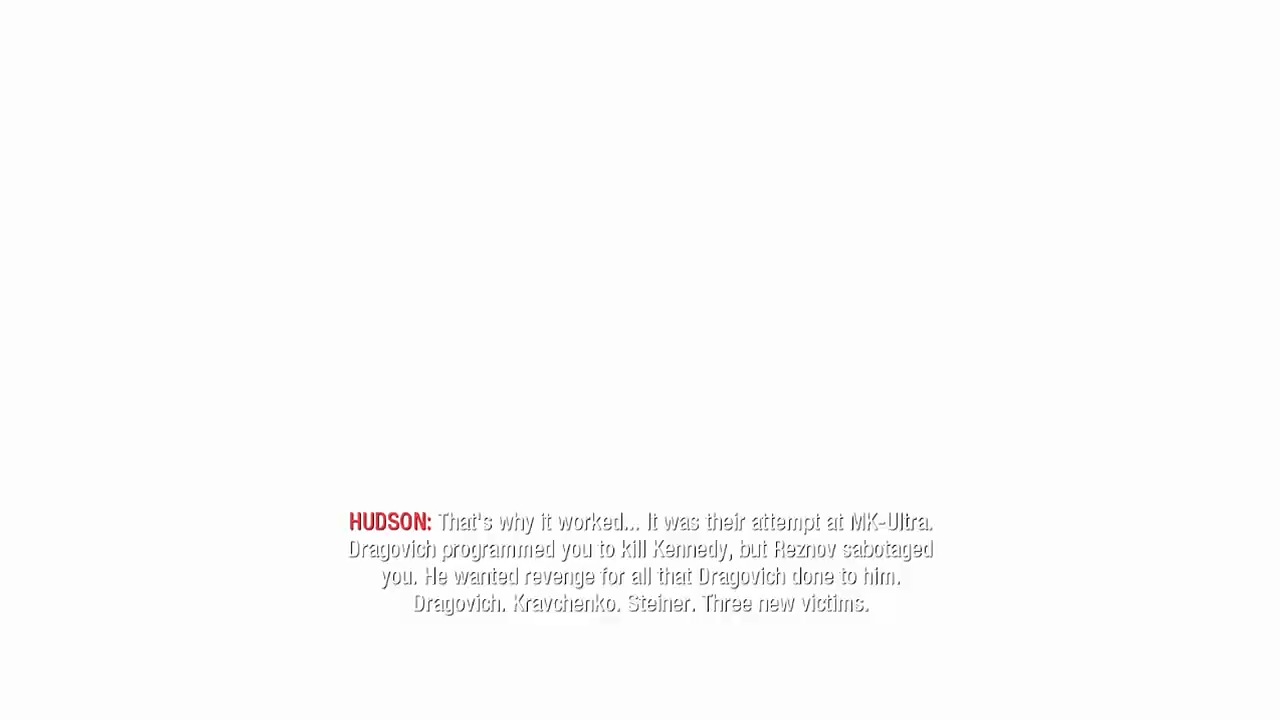 HUDSON: That's why it worked... It was their attempt at MK-Ultra.
Dragovich programmed you to kill Kennedy, but Reznov sabotaged
you. He wanted revenge for all that Dragovich done to him.
Dragovich. Kravchenko. Steiner. Three new victims.